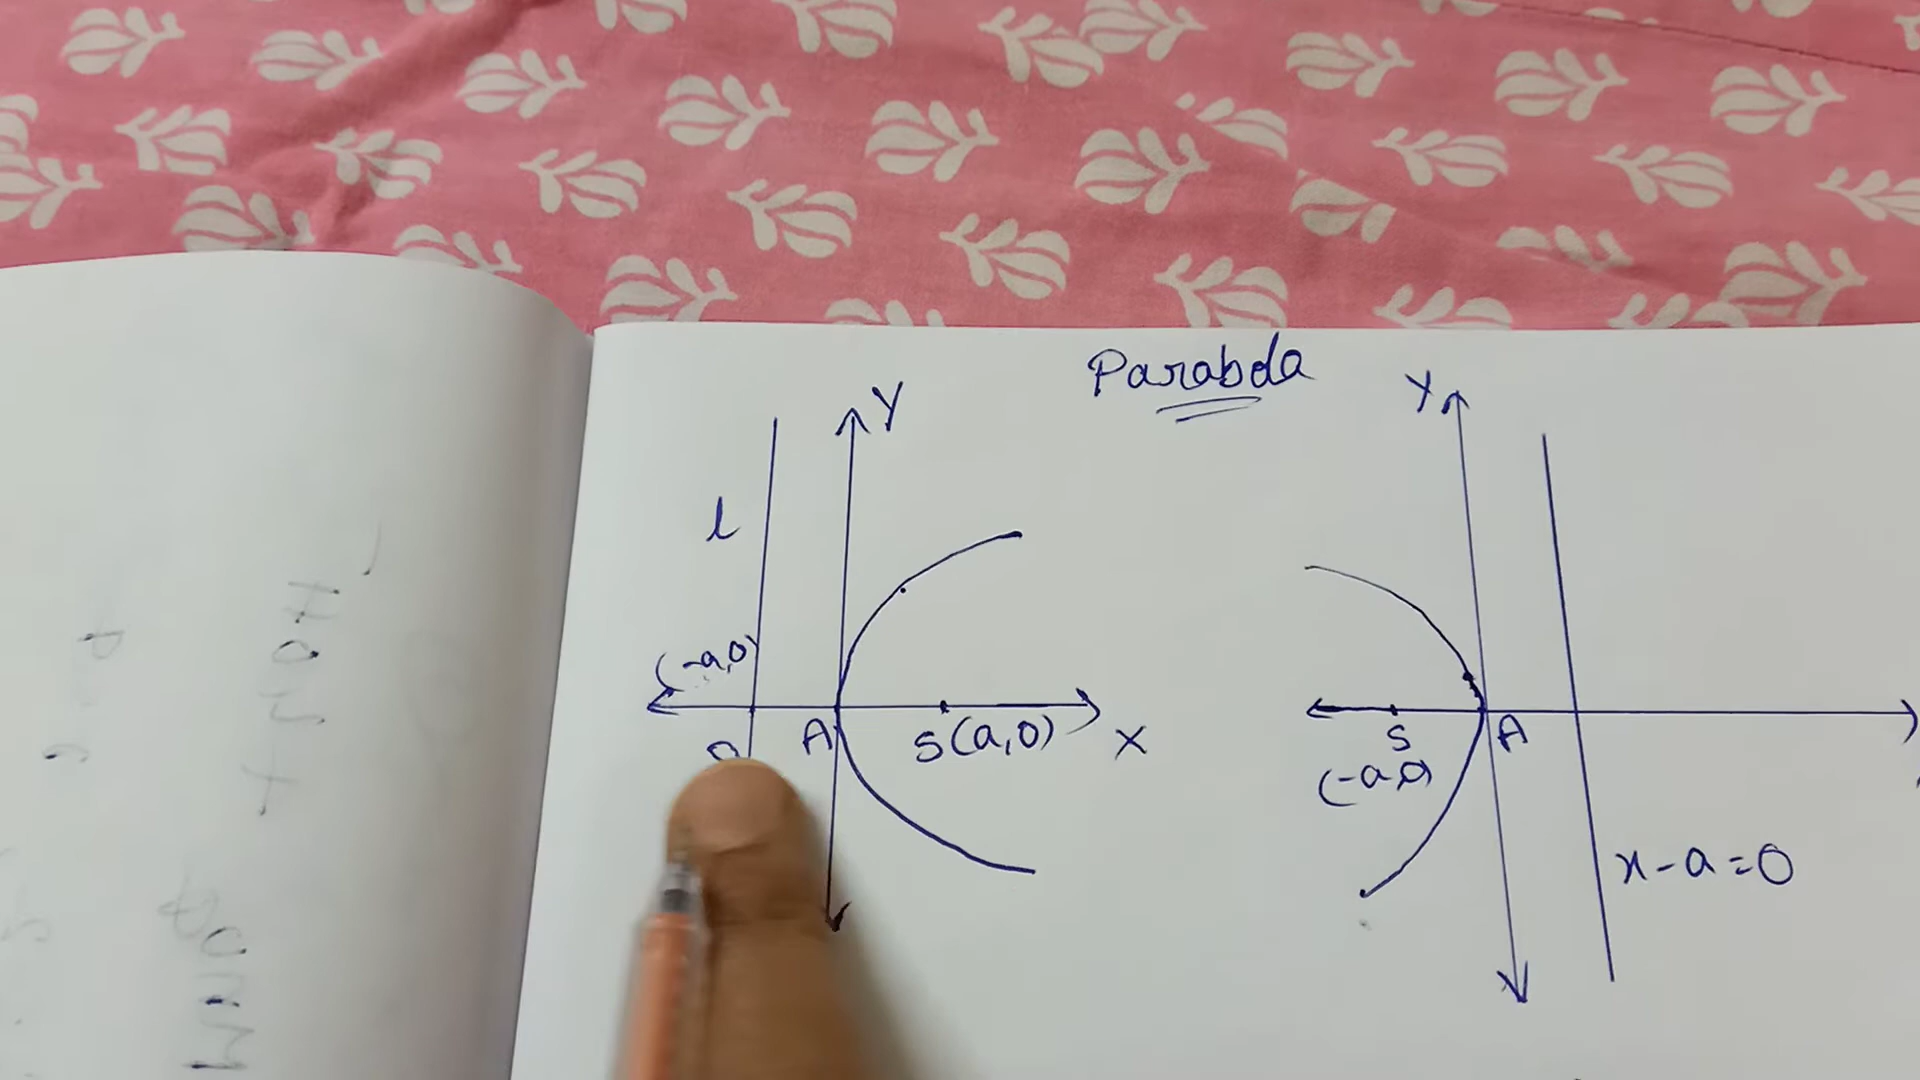 Parabola
Y
l
(-a,0)
A
S(a,0)
X
Y
S
(-a,0)
A
x-a=0